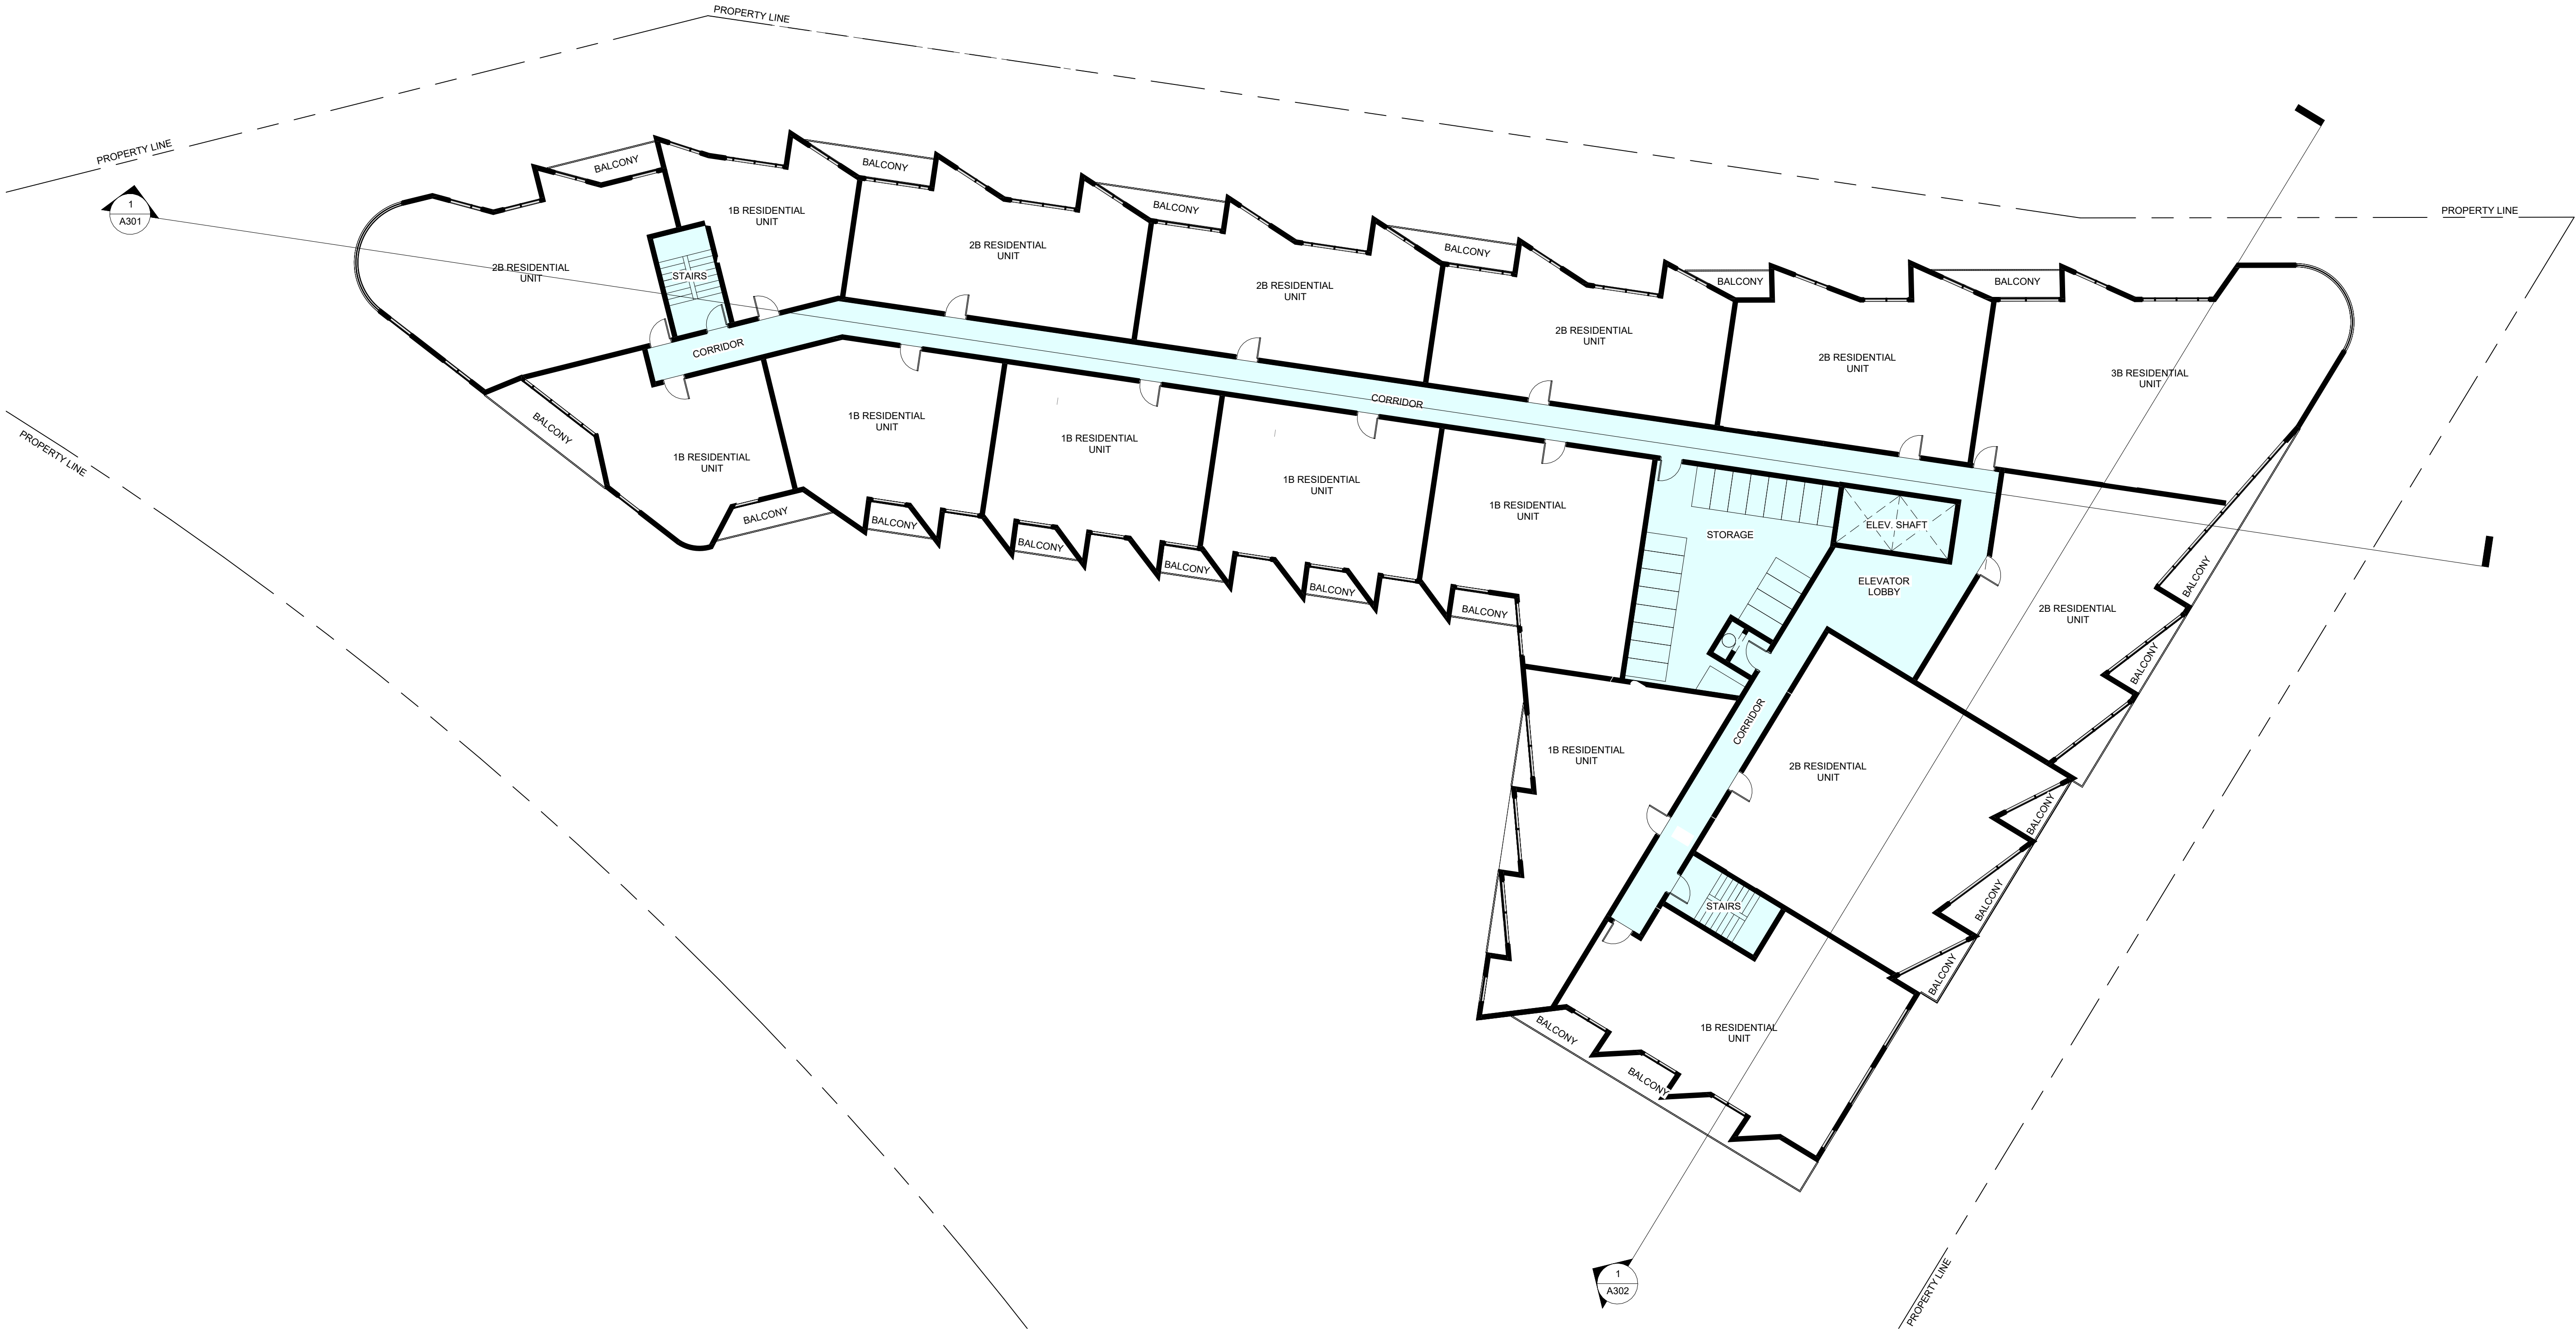 PROPERTY LINE
PROPERTY LINE
1
A301
BALCONY
BALCONY
BALCONY
BALCONY
BALCONY
BALCONY
PROPERTY LINE
1B RESIDENTIAL
UNIT
2B RESIDENTIAL
UNIT
STAIRS
2B RESIDENTIAL
UNIT
2B RESIDENTIAL
UNIT
2B RESIDENTIAL
UNIT
2B RESIDENTIAL
UNIT
3B RESIDENTIAL
UNIT
CORRIDOR
CORRIDOR
PROPERTY LINE
BALCONY
1B RESIDENTIAL
UNIT
1B RESIDENTIAL
UNIT
1B RESIDENTIAL
UNIT
1B RESIDENTIAL
UNIT
1B RESIDENTIAL
UNIT
BALCONY
BALCONY
BALCONY
BALCONY
BALCONY
BALCONY
STORAGE
ELEV. SHAFT
ELEVATOR
LOBBY
2B RESIDENTIAL
UNIT
BALCONY
BALCONY
CORRIDOR
1B RESIDENTIAL
UNIT
2B RESIDENTIAL
UNIT
BALCONY
BALCONY
BALCONY
STAIRS
1B RESIDENTIAL
UNIT
BALCONY
BALCONY
1
A302
PROPERTY LINE